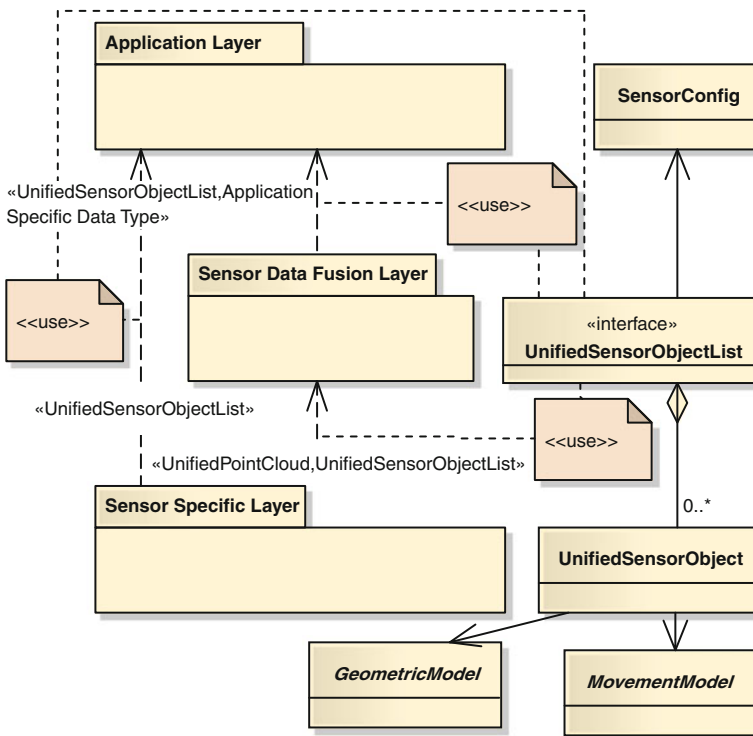 Application Layer
SensorConfig
«UnifiedSensorObjectList,Application
Specific Data Type»
<<use>>
Sensor Data Fusion Layer
<<use>>
«interface»
UnifiedSensorObjectList
«UnifiedSensorObjectList»
<<use>>
«UnifiedPointCloud,UnifiedSensorObjectList»
Sensor Specific Layer
0..*
UnifiedSensorObject
GeometricModel
MovementModel